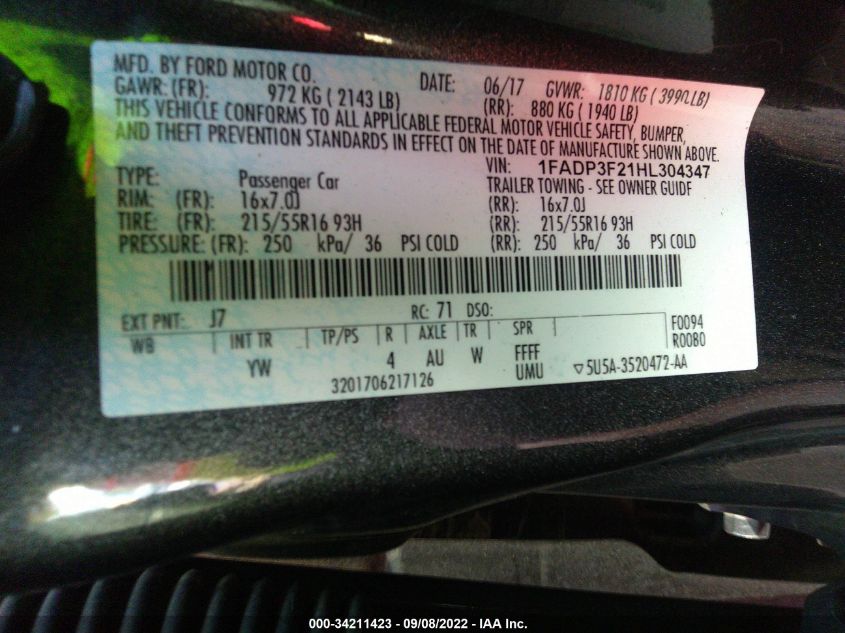 MFD. BY FORD MOTOR CO. DATE: 06/17 GVWR: 1810 KG ( 3990 LB)
GAWR: (FR): 972 KG ( 2143 LB) (RR): 880 KG ( 1940 LB)
THIS VEHICLE CONFORMS TO ALL APPLICABLE FEDERAL MOTOR VEHICLE SAFETY, BUMPER,
AND THEFT PREVENTION STANDARDS IN EFFECT ON THE DATE OF MANUFACTURE SHOWN ABOVE.
VIN: 1FADP3F21HL304347
TYPE: Passenger Car TRAILER TOWING - SEE OWNER GUIDE
RIM: (FR): 16x7.0J (RR): 16x7.0J
TIRE: (FR): 215/55R16 93H (RR): 215/55R16 93H
PRESSURE: (FR): 250 kPa/ 36 PSI COLD (RR): 250 kPa/ 36 PSI COLD
EXT PNT: J7 RC: 71 DSO: F0094
WB INT TR TP/PS R AXLE TR SPR R0080
YW 4 AU W FFFF
UMU ▽5U5A-3520472-AA
3201706217126
000-34211423 - 09/08/2022 - IAA Inc.